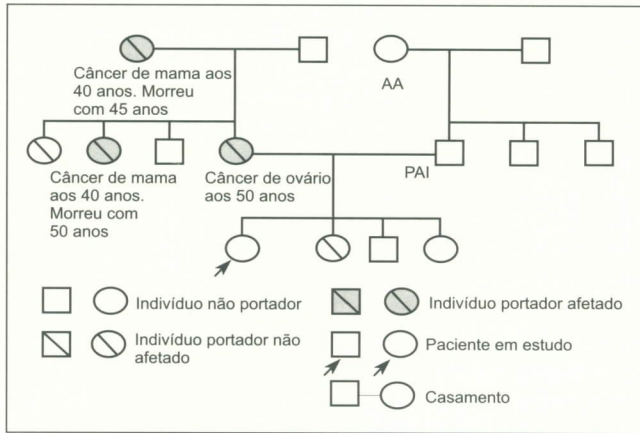 Câncer de mama aos
40 anos. Morreu
com 45 anos
AA
Câncer de mama
aos 40 anos.
Morreu com
50 anos
Câncer de ovário
aos 50 anos
PAI
Indivíduo não portador
Indivíduo portador afetado
Indivíduo portador não
afetado
Paciente em estudo
Casamento